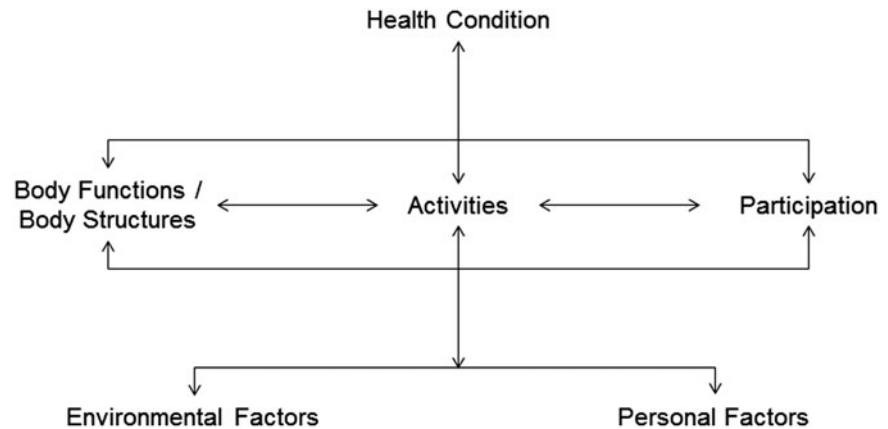 Health Condition
Body Functions /
Body Structures
Activities
Participation
Environmental Factors
Personal Factors